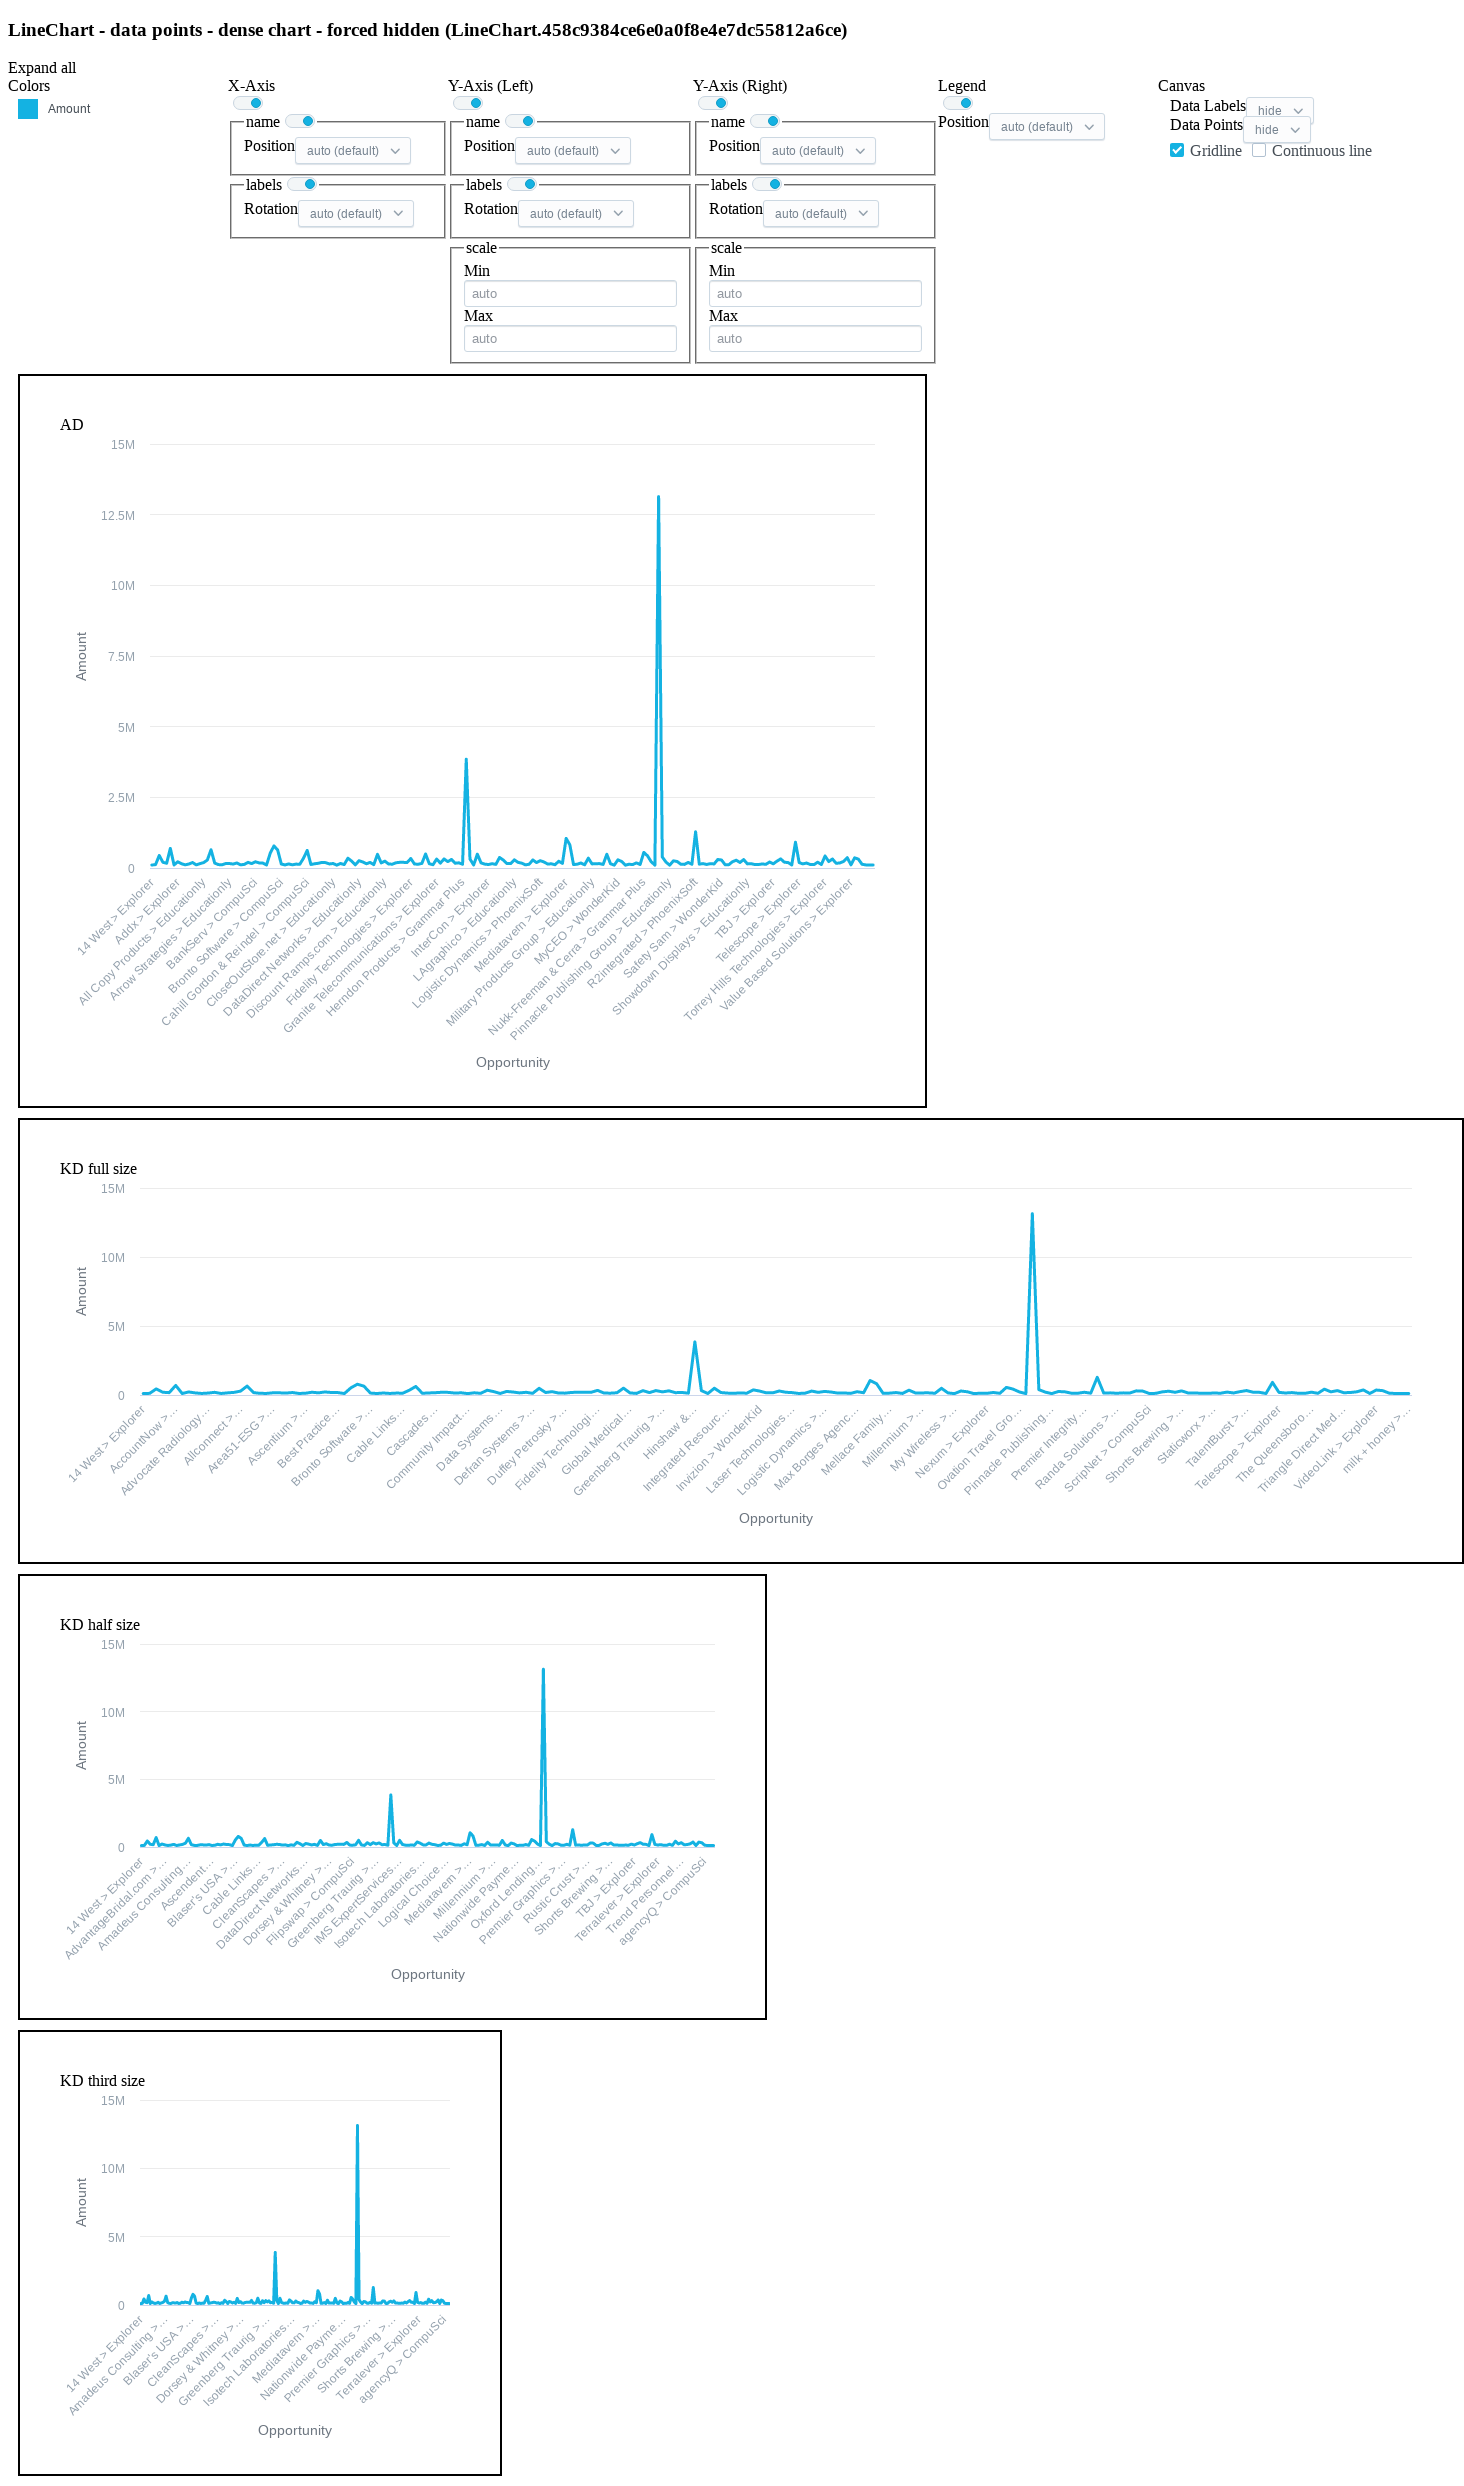 LineChart - data points - dense chart - forced hidden (LineChart.458c9384ce6e0a0f8e4e7dc55812a6ce)
Expand all
Colors
Amount
X-Axis
name
Position auto (default)
labels
Rotation auto (default)
Y-Axis (Left)
name
Position auto (default)
labels
Rotation auto (default)
scale
Min
auto
Max
auto
Y-Axis (Right)
name
Position auto (default)
labels
Rotation auto (default)
scale
Min
auto
Max
auto
Legend
Position auto (default)
Canvas
Data Labels hide
Data Points hide
Gridline Continuous line
AD
15M
12.5M
10M
7.5M
5M
2.5M
0
Amount
14 West > Explorer
Addx > Explorer
All Copy Products > Educationly
Arrow Strategies > Educationly
BankServ > CompuSci
Bronto Software > CompuSci
Cahill Gordon & Reindel > CompuSci
CloseOutStore.net > Educationly
DataDirect Networks > Educationly
Discount Ramps.com > Educationly
Fidelity Technologies > Explorer
Granite Telecommunications > Explorer
Herndon Products > Grammar Plus
InterCon > Explorer
LAgraphico > Educationly
Logistic Dynamics > PhoenixSoft
Mediatavern > Explorer
Military Products Group > Educationly
MyCEO > WonderKid
Nukk-Freeman & Cerra > Grammar Plus
Pinnacle Publishing Group > Educationly
R2integrated > PhoenixSoft
Safety Sam > WonderKid
Showdown Displays > Educationly
TBJ > Explorer
Telescope > Explorer
Torrey Hills Technologies > Explorer
Value Based Solutions > Explorer
Opportunity
KD full size
15M
10M
5M
0
Amount
14 West > Explorer
AccountNow >…
Advocate Radiology…
Allconnect >…
Area51-ESG >…
Ascentium >…
Best Practice…
Bronto Software >…
Cable Links…
Cascades…
Community Impact…
Data Systems…
Defran Systems >…
Duffey Petrosky >…
Fidelity Technologi…
Global Medical…
Greenberg Traurig >…
Hinshaw &…
Integrated Resourc…
Invizion > WonderKid
Laser Technologies…
Logistic Dynamics >…
Max Borges Agenc…
Mellace Family…
Millennium >…
My Wireless >…
Nexum > Explorer
Ovation Travel Gro…
Pinnacle Publishing…
Premier Integrity…
Randa Solutions >…
ScripNet > CompuSci
Shorts Brewing >…
Staticworx >…
TalentBurst >…
Telescope > Explorer
The Queensboro…
Triangle Direct Med…
VideoLink > Explorer
milk + honey >…
Opportunity
KD half size
15M
10M
5M
0
Amount
14 West > Explorer
AdvantageBridal.com >…
Amadeus Consulting…
Ascendent…
Blaser's USA >…
Cable Links…
CleanScapes >…
DataDirect Networks…
Dorsey & Whitney >…
Flipswap > CompuSci
Greenberg Traurig >…
IMS ExpertServices…
Isotech Laboratories…
Logical Choice…
Mediatavern >…
Millennium >…
Nationwide Payme…
Oxford Lending…
Premier Graphics >…
Rustic Crust >…
Shorts Brewing >…
TBJ > Explorer
Terralever > Explorer
Trend Personnel…
agencyQ > CompuSci
Opportunity
KD third size
15M
10M
5M
0
Amount
14 West > Explorer
Amadeus Consulting >…
Blaser's USA >…
CleanScapes >…
Dorsey & Whitney >…
Greenberg Traurig >…
Isotech Laboratories…
Mediatavern >…
Nationwide Payme…
Premier Graphics >…
Shorts Brewing >…
Terralever > Explorer
agencyQ > CompuSci
Opportunity